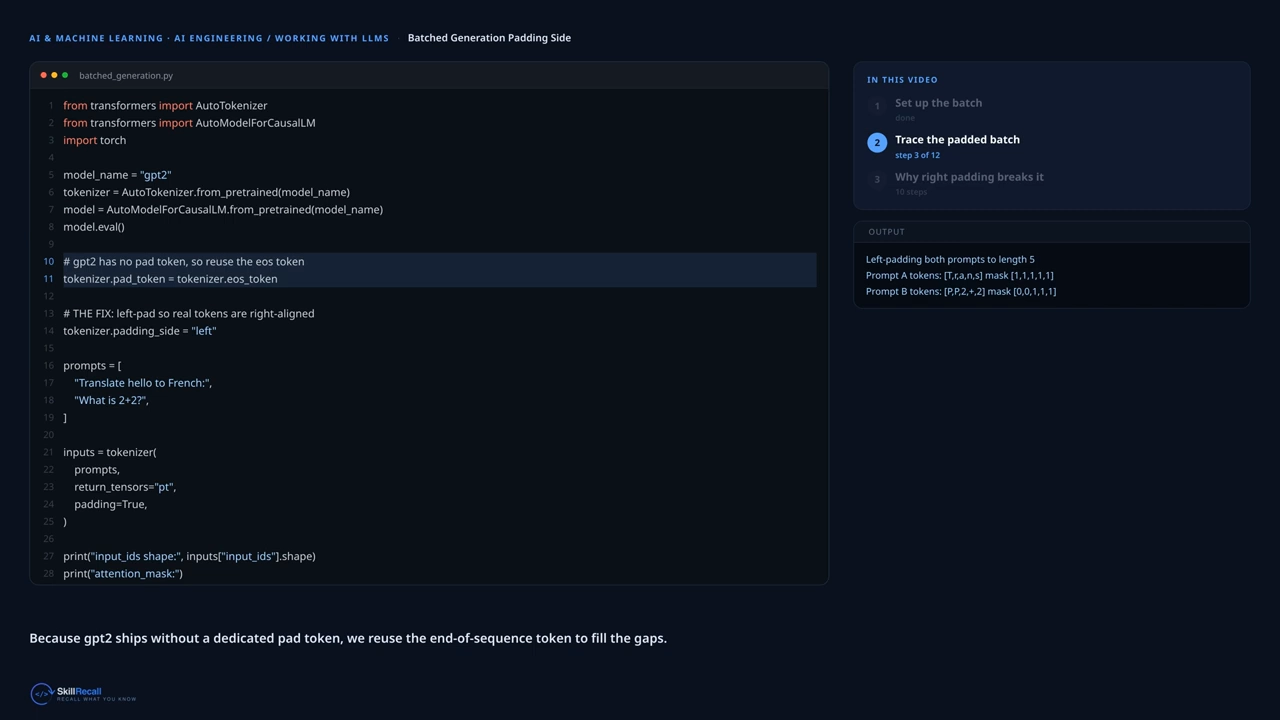 AI & MACHINE LEARNING · AI ENGINEERING / WORKING WITH LLMS · Batched Generation Padding Side
batched_generation.py
1 from transformers import AutoTokenizer
2 from transformers import AutoModelForCausalLM
3 import torch
4
5 model_name = "gpt2"
6 tokenizer = AutoTokenizer.from_pretrained(model_name)
7 model = AutoModelForCausalLM.from_pretrained(model_name)
8 model.eval()
9
10 # gpt2 has no pad token, so reuse the eos token
11 tokenizer.pad_token = tokenizer.eos_token
12
13 # THE FIX: left-pad so real tokens are right-aligned
14 tokenizer.padding_side = "left"
15
16 prompts = [
17     "Translate hello to French:",
18     "What is 2+2?",
19 ]
20
21 inputs = tokenizer(
22     prompts,
23     return_tensors="pt",
24     padding=True,
25 )
26
27 print("input_ids shape:", inputs["input_ids"].shape)
28 print("attention_mask:")
IN THIS VIDEO
1 Set up the batch
done
2 Trace the padded batch
step 3 of 12
3 Why right padding breaks it
10 steps
OUTPUT
Left-padding both prompts to length 5
Prompt A tokens: [T,r,a,n,s] mask [1,1,1,1,1]
Prompt B tokens: [P,P,2,+,2] mask [0,0,1,1,1]
Because gpt2 ships without a dedicated pad token, we reuse the end-of-sequence token to fill the gaps.
</> SkillRecall
RECALL WHAT YOU KNOW